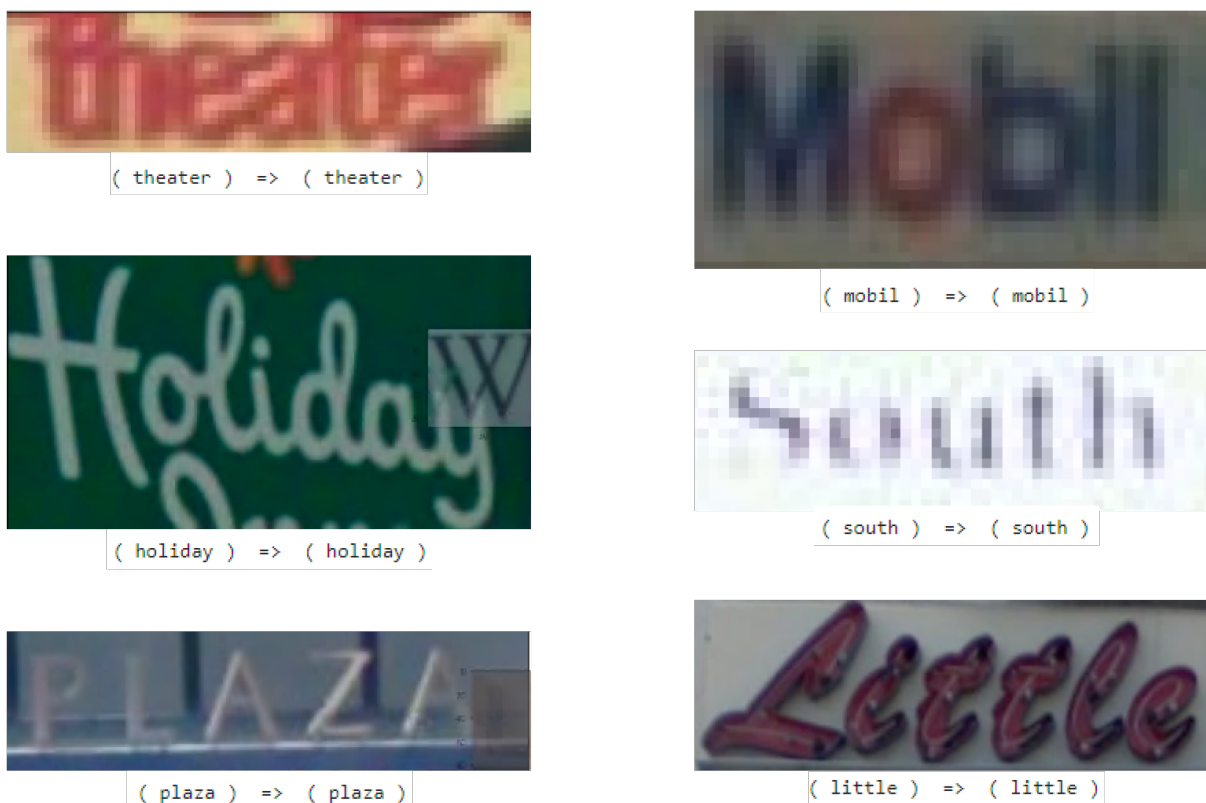 theater
( theater ) => ( theater )
Holiday
W
( holiday ) => ( holiday )
PLAZA
( plaza ) => ( plaza )
Mobil
( mobil ) => ( mobil )
South
( south ) => ( south )
Little
( little ) => ( little )